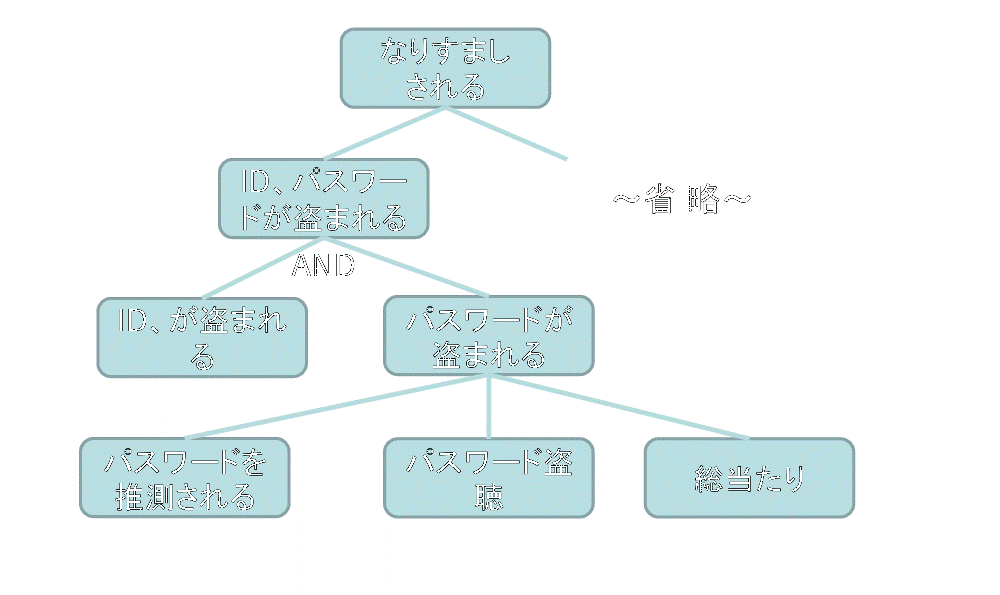 なりすまし
される
ID、パスワー
ドが盗まれる
～省 略～
AND
ID、が盗まれ
る
パスワードが
盗まれる
パスワードを
推測される
パスワード盗
聴
総当たり